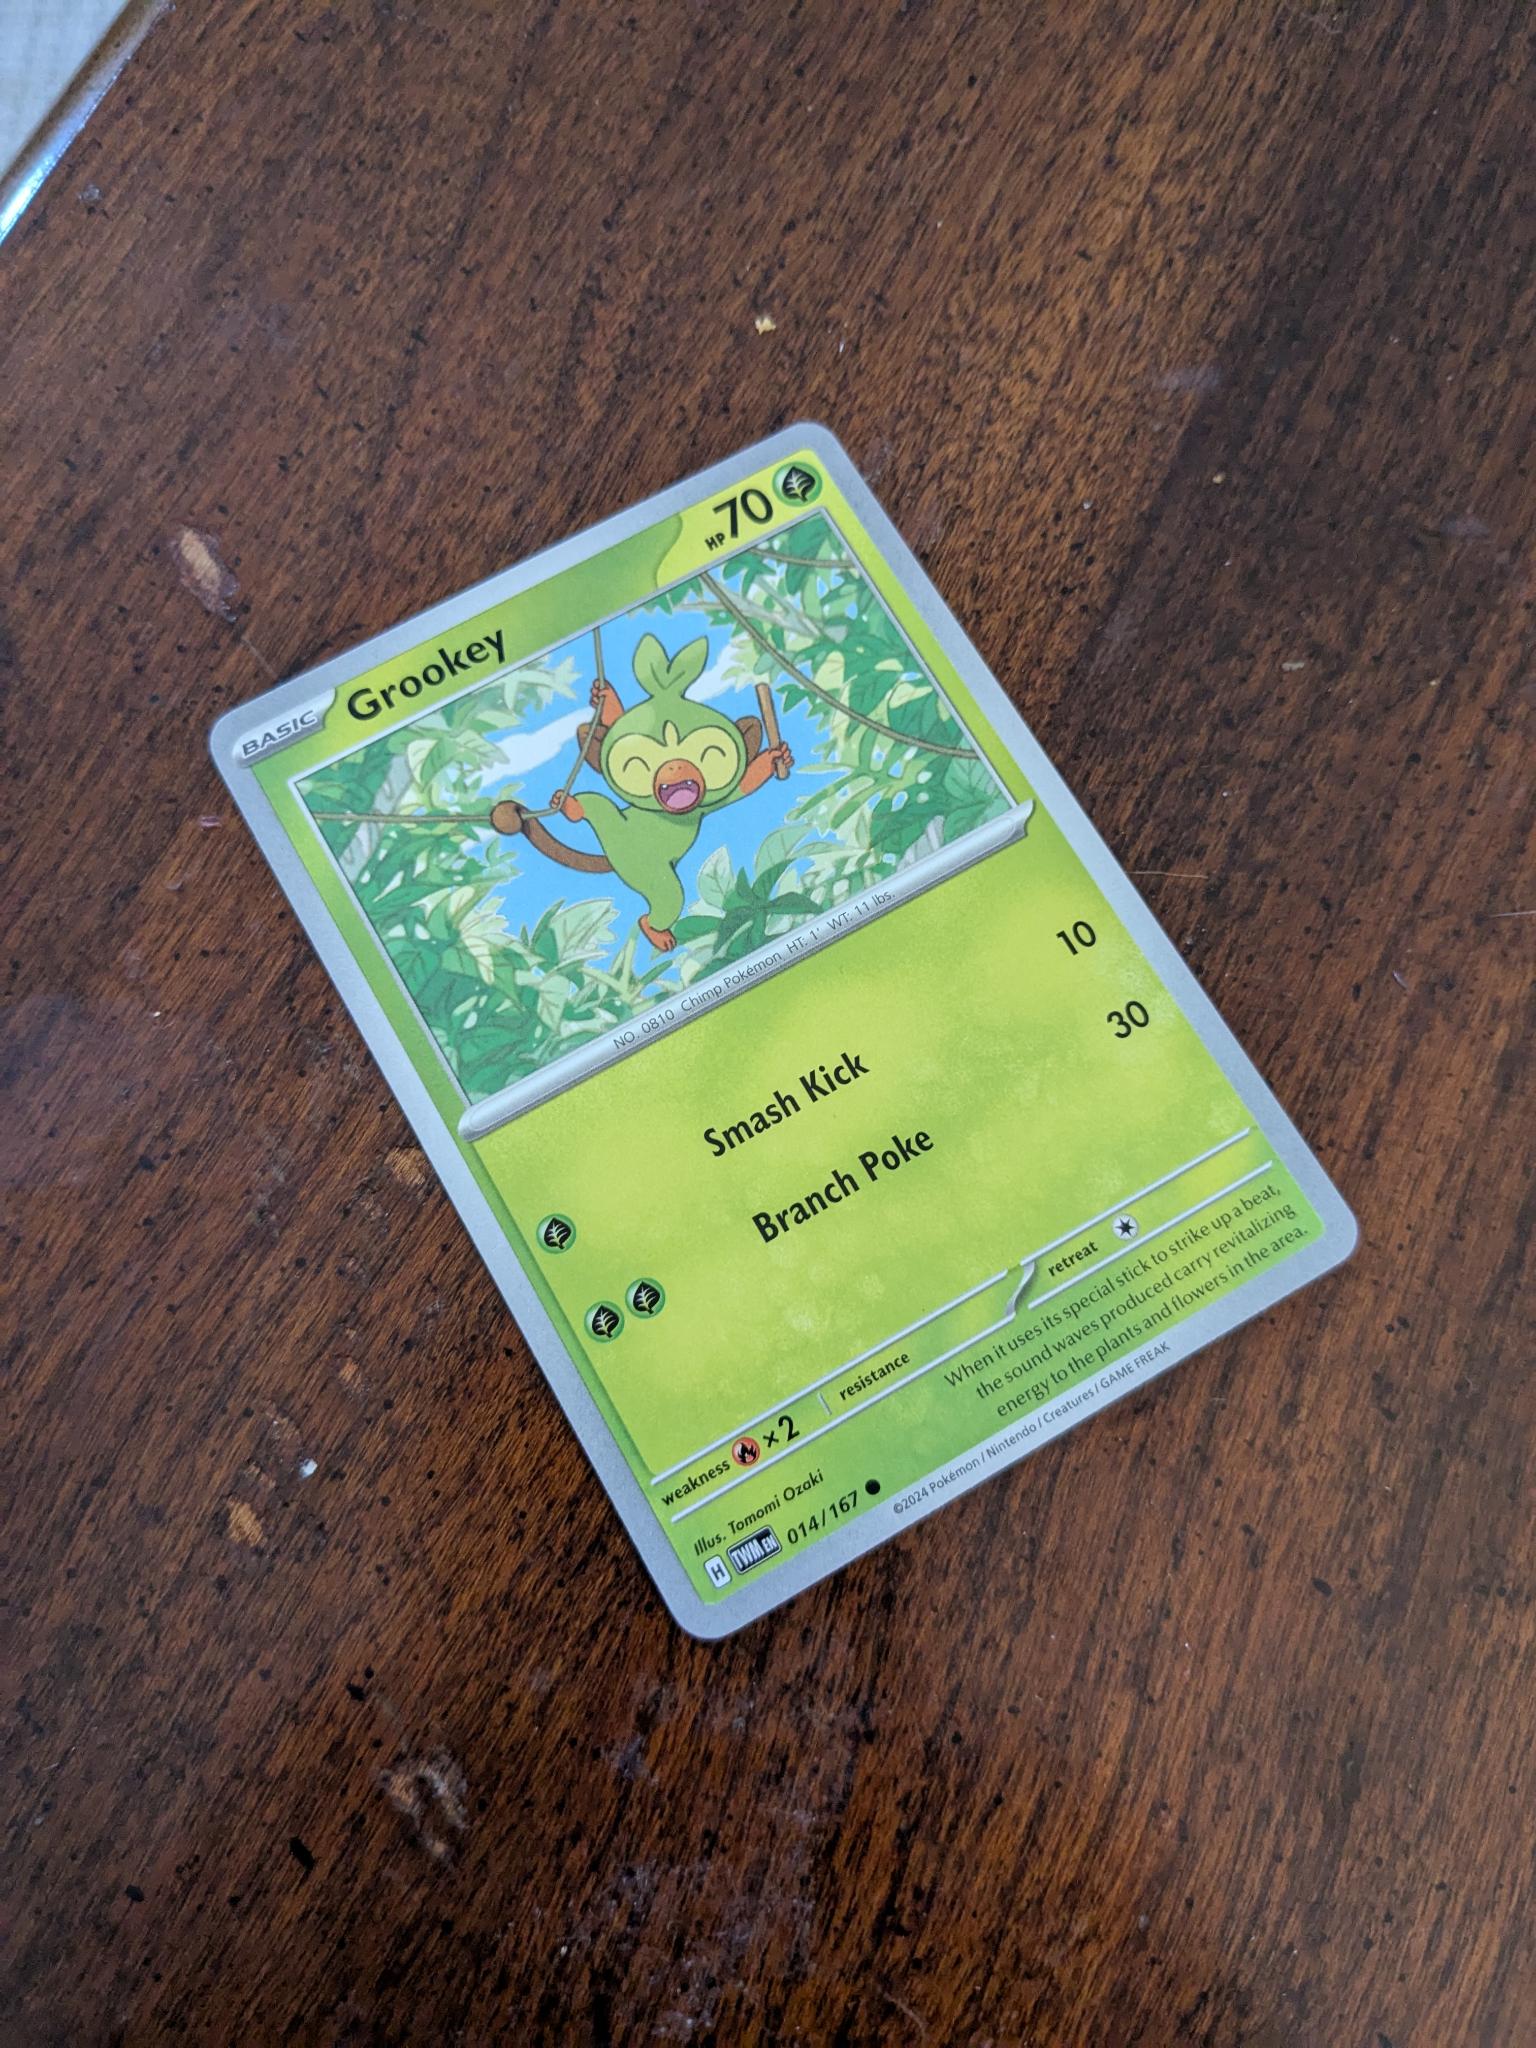 BASIC
Grookey
HP 70
NO. 0810 Chimp Pokémon HT: 1' WT: 11 lbs.
Smash Kick 10
Branch Poke 30
weakness ×2 resistance retreat
Illus. Tomomi Ozaki
H TWM EN 014/167
When it uses its special stick to strike up a beat,
the sound waves produced carry revitalizing
energy to the plants and flowers in the area.
©2024 Pokémon / Nintendo / Creatures / GAME FREAK